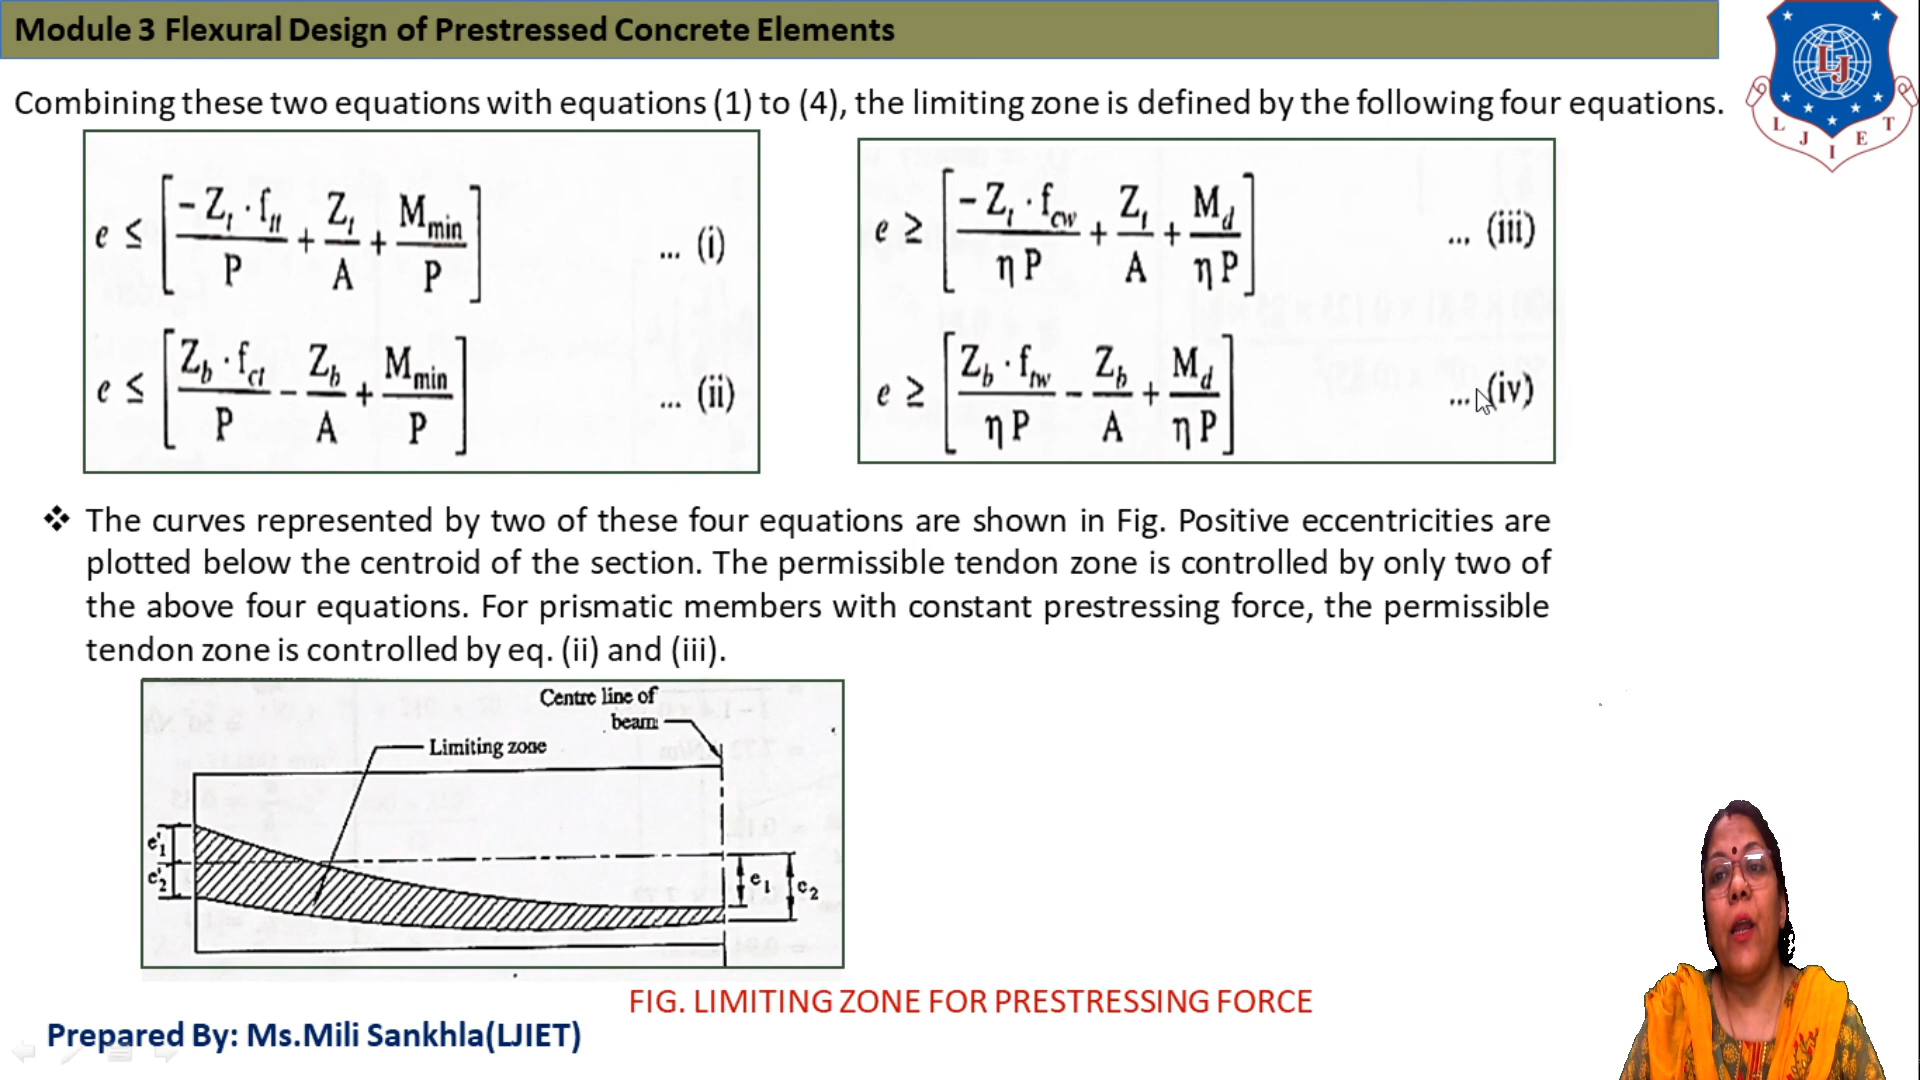 Module 3 Flexural Design of Prestressed Concrete Elements
L J I E T
LJ
Combining these two equations with equations (1) to (4), the limiting zone is defined by the following four equations.
e ≤ [ (-Z_t · f_tt)/P + Z_t/A + M_min/P ] ... (i)
e ≤ [ (Z_b · f_ct)/P - Z_b/A + M_min/P ] ... (ii)
e ≥ [ (-Z_t · f_cw)/(η P) + Z_t/A + M_d/(η P) ] ... (iii)
e ≥ [ (Z_b · f_tw)/(η P) - Z_b/A + M_d/(η P) ] ... (iv)
❖ The curves represented by two of these four equations are shown in Fig. Positive eccentricities are
plotted below the centroid of the section. The permissible tendon zone is controlled by only two of
the above four equations. For prismatic members with constant prestressing force, the permissible
tendon zone is controlled by eq. (ii) and (iii).
Centre line of
beam
Limiting zone
e'1
e'2
e1
e2
FIG. LIMITING ZONE FOR PRESTRESSING FORCE
Prepared By: Ms.Mili Sankhla(LJIET)